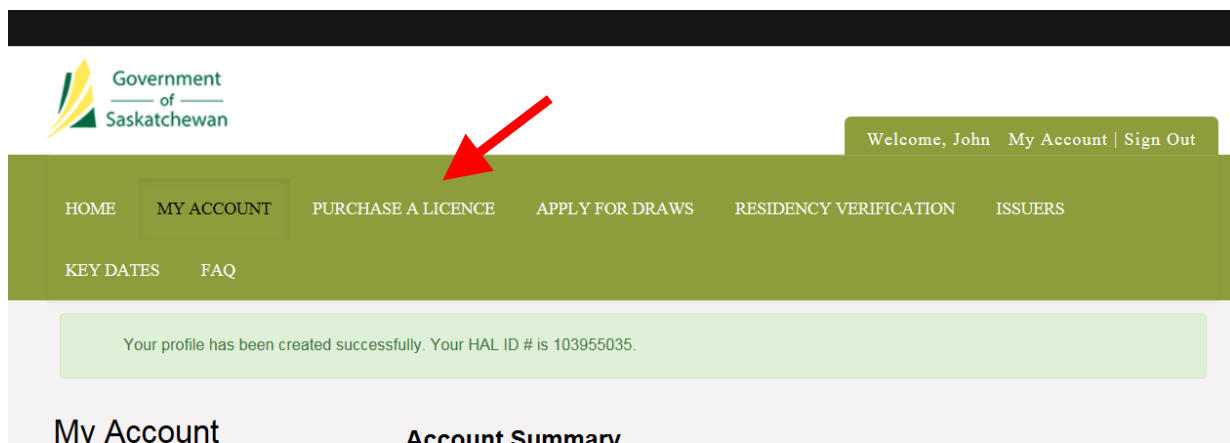 Government
of
Saskatchewan
Welcome, John My Account | Sign Out
HOME MY ACCOUNT PURCHASE A LICENCE APPLY FOR DRAWS RESIDENCY VERIFICATION ISSUERS
KEY DATES FAQ
Your profile has been created successfully. Your HAL ID # is 103955035.
My Account
Account Summary